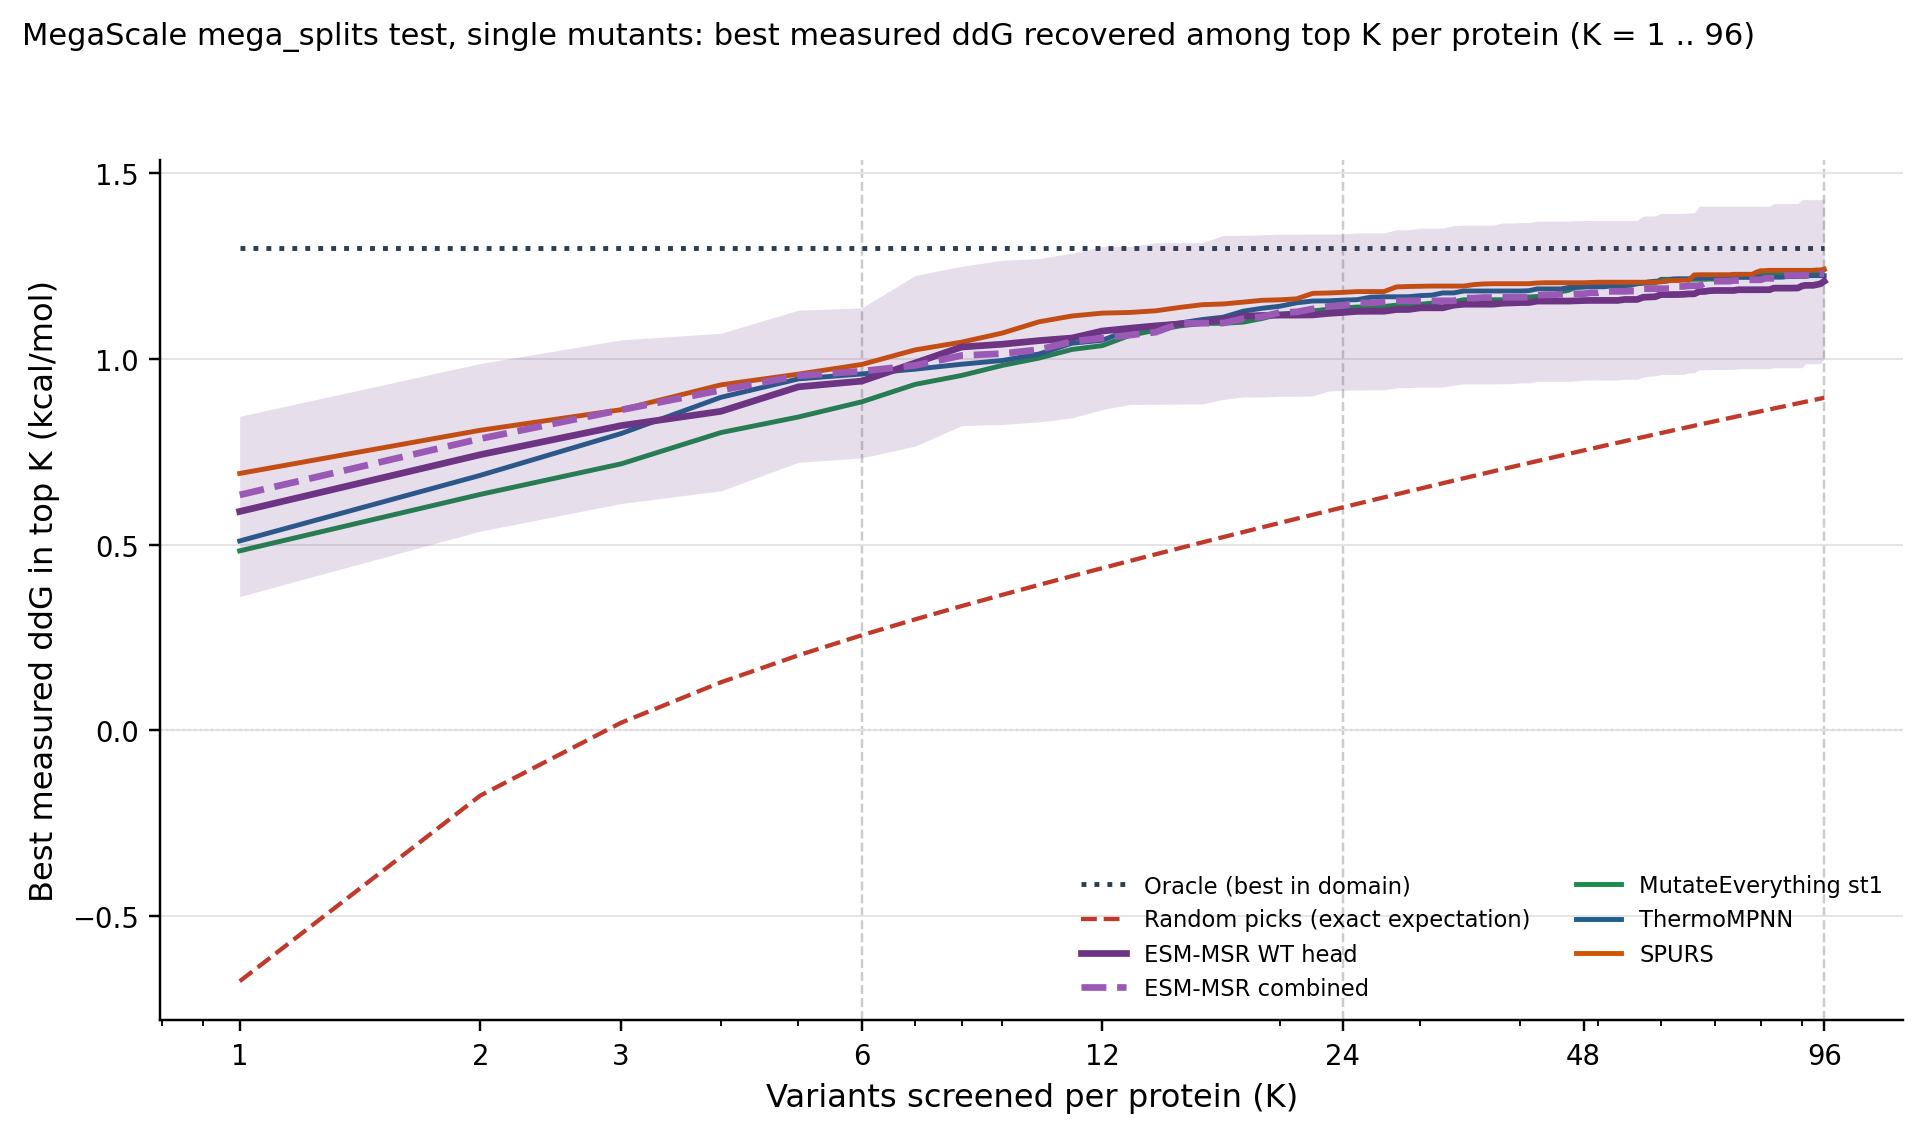 MegaScale mega_splits test, single mutants: best measured ddG recovered among top K per protein (K = 1 .. 96)
Best measured ddG in top K (kcal/mol)
1.5
1.0
0.5
0.0
−0.5
Oracle (best in domain)
Random picks (exact expectation)
ESM-MSR WT head
ESM-MSR combined
MutateEverything st1
ThermoMPNN
SPURS
1 2 3 6 12 24 48 96
Variants screened per protein (K)